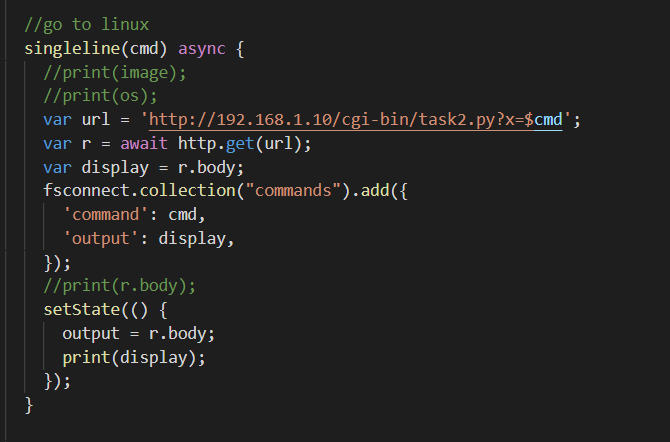 //go to linux
singleline(cmd) async {
//print(image);
//print(os);
var url = 'http://192.168.1.10/cgi-bin/task2.py?x=$cmd';
var r = await http.get(url);
var display = r.body;
fsconnect.collection("commands").add({
'command': cmd,
'output': display,
});
//print(r.body);
setState(() {
output = r.body;
print(display);
});
}